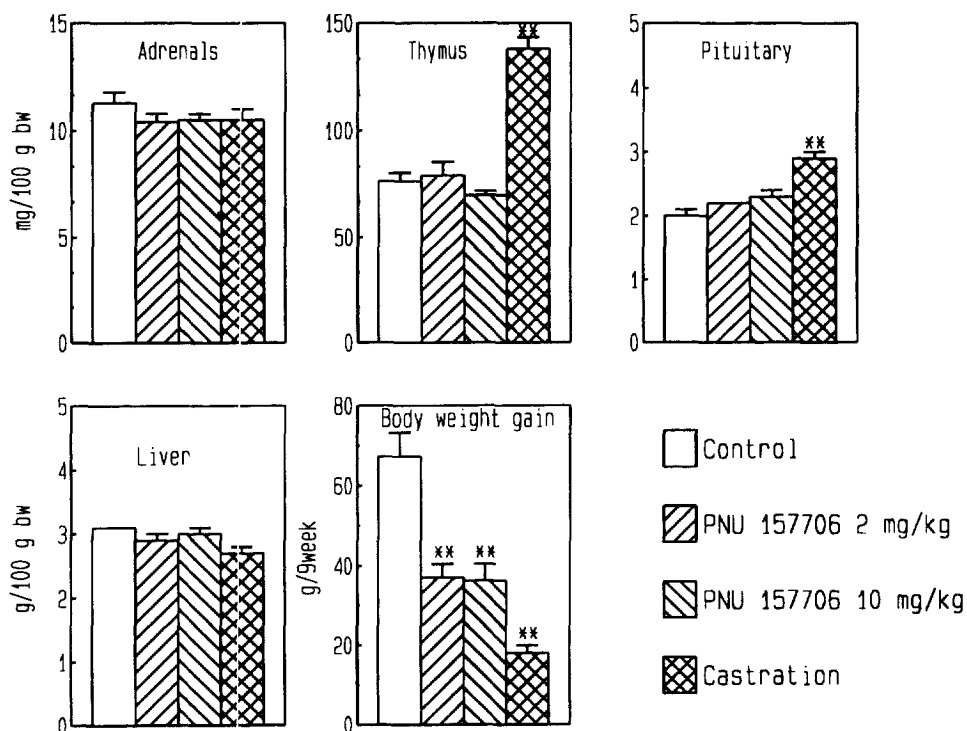 Adrenals
mg/100 g bw
15
10
5
0
Thymus
**
150
100
50
0
Pituitary
**
5
4
3
2
1
0
Liver
g/100 g bw
5
4
3
2
1
0
Body weight gain
g/9week
** ** **
80
60
40
20
0
Control
PNU 157706 2 mg/kg
PNU 157706 10 mg/kg
Castration